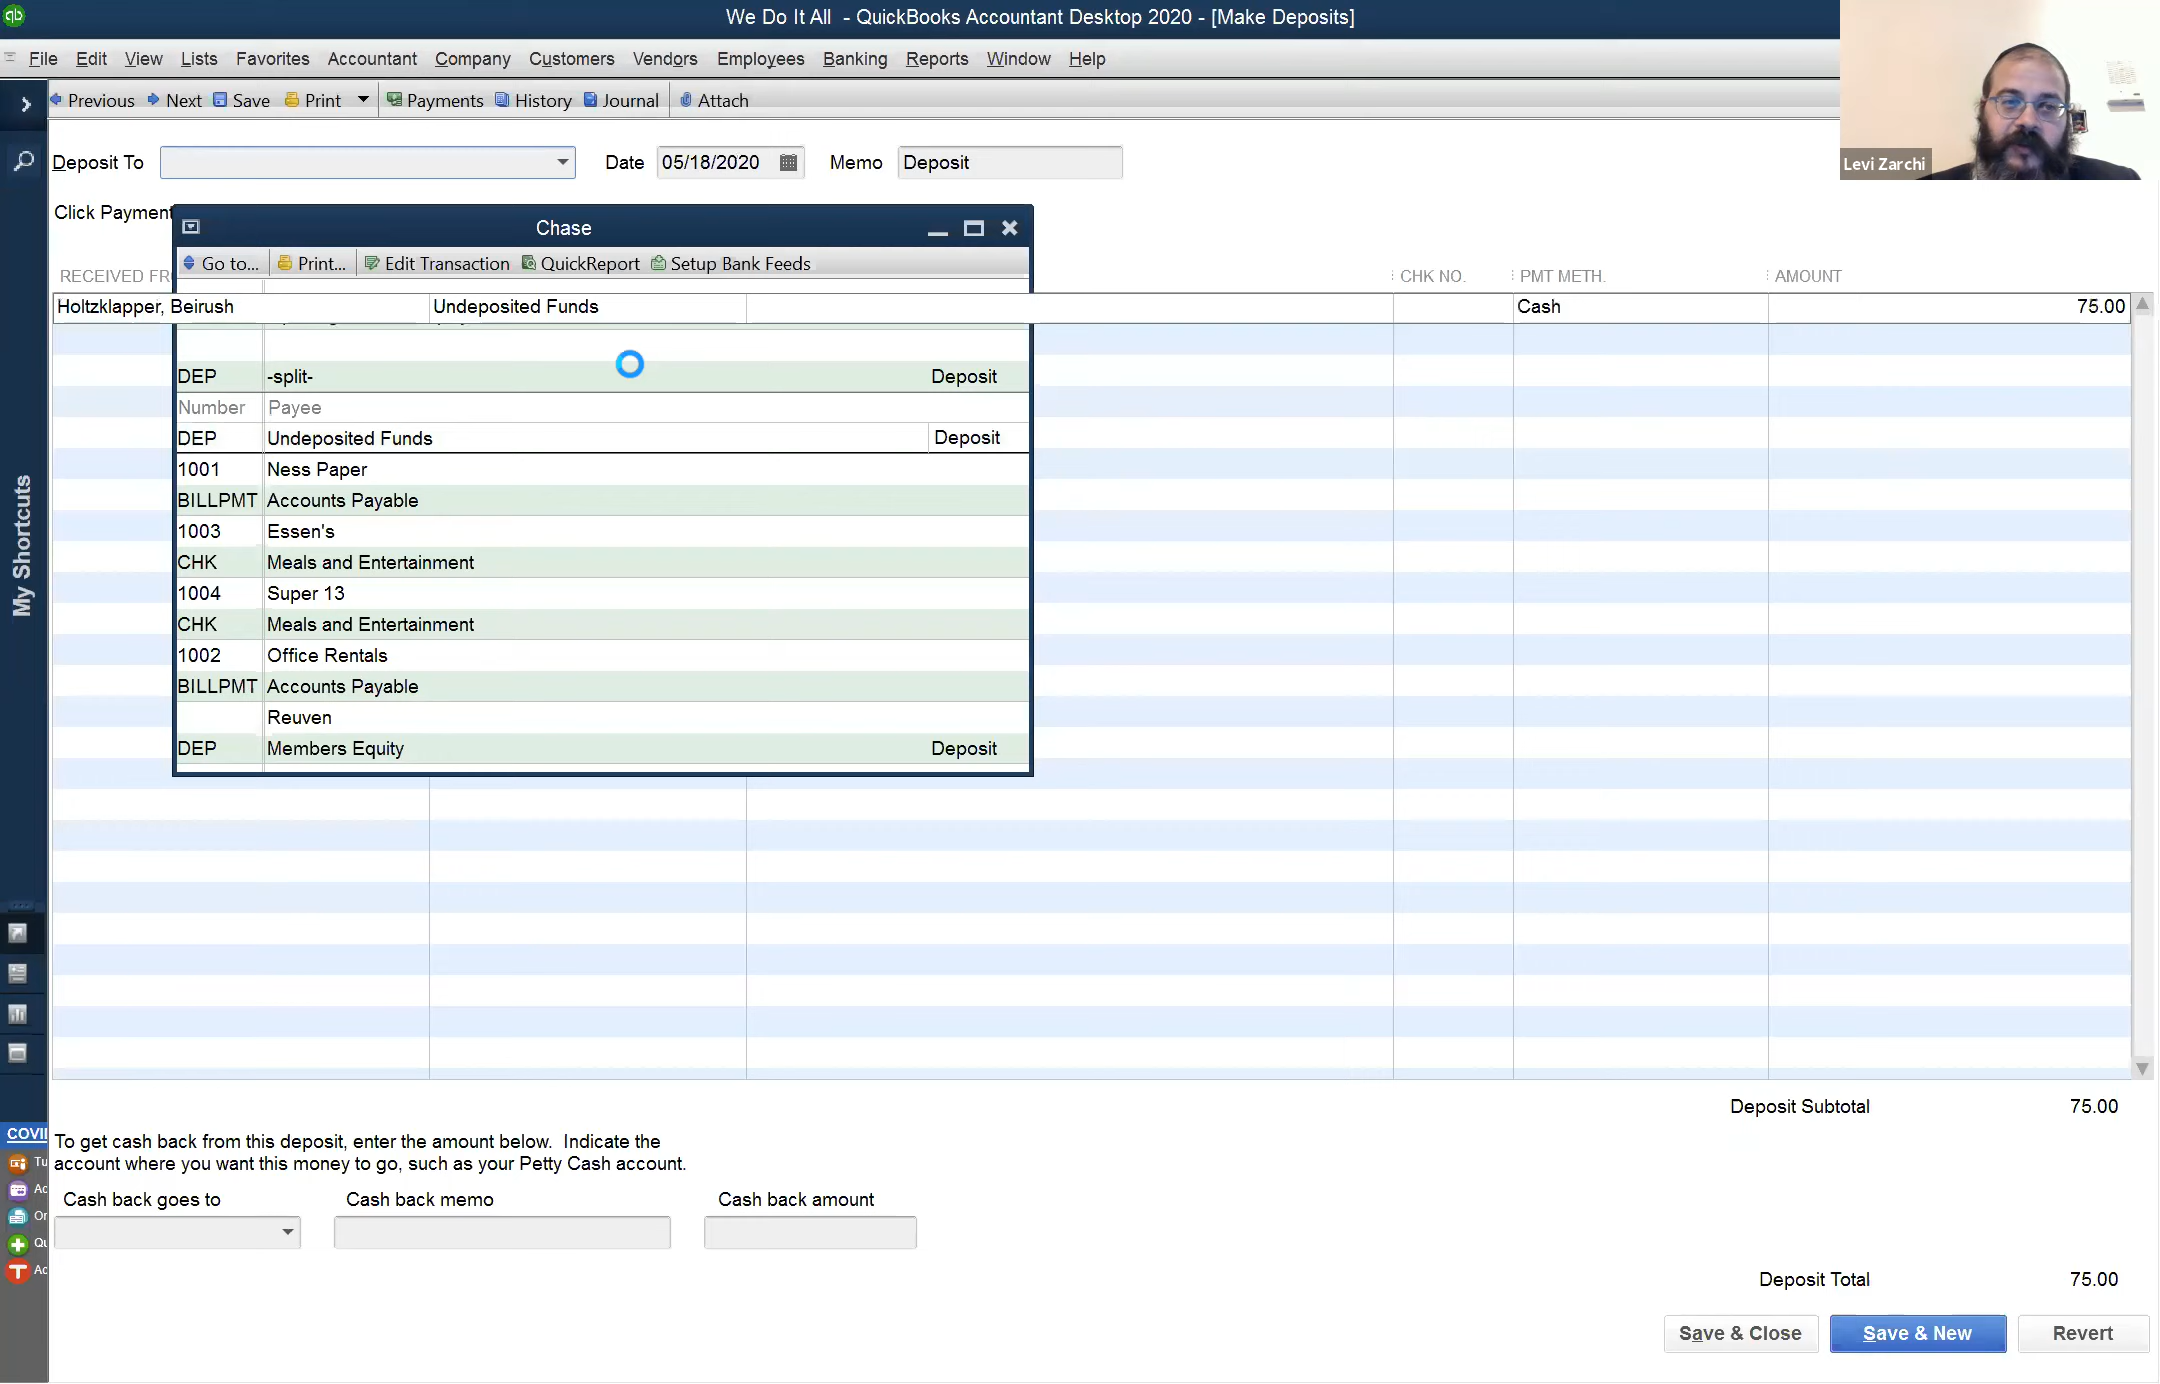 We Do It All - QuickBooks Accountant Desktop 2020 - [Make Deposits]
File Edit View Lists Favorites Accountant Company Customers Vendors Employees Banking Reports Window Help
Previous Next Save Print Payments History Journal Attach
Levi Zarchi
Deposit To Date 05/18/2020 Memo Deposit
Click Payment
Chase
Go to... Print... Edit Transaction QuickReport Setup Bank Feeds
RECEIVED FR CHK NO. PMT METH. AMOUNT
Holtzklapper, Beirush Undeposited Funds Cash 75.00
DEP -split- Deposit
Number Payee
DEP Undeposited Funds Deposit
1001 Ness Paper
BILLPMT Accounts Payable
1003 Essen's
CHK Meals and Entertainment
1004 Super 13
CHK Meals and Entertainment
1002 Office Rentals
BILLPMT Accounts Payable
Reuven
DEP Members Equity Deposit
My Shortcuts
Deposit Subtotal 75.00
COVI
Tu
Ac
Or
Qu
Ac
To get cash back from this deposit, enter the amount below. Indicate the
account where you want this money to go, such as your Petty Cash account.
Cash back goes to Cash back memo Cash back amount
Deposit Total 75.00
Save & Close Save & New Revert